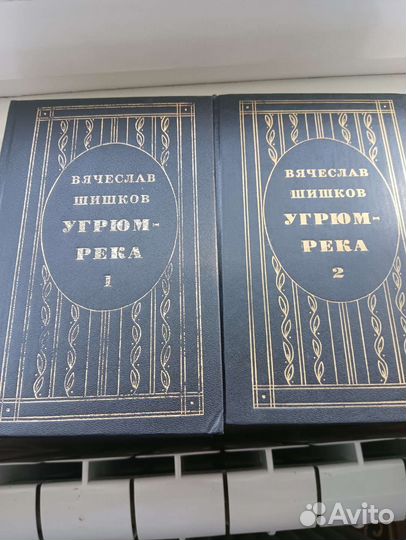 ВЯЧЕСЛАВ
ШИШКОВ
УГРЮМ-
РЕКА
1
ВЯЧЕСЛАВ
ШИШКОВ
УГРЮМ-
РЕКА
2
Avito